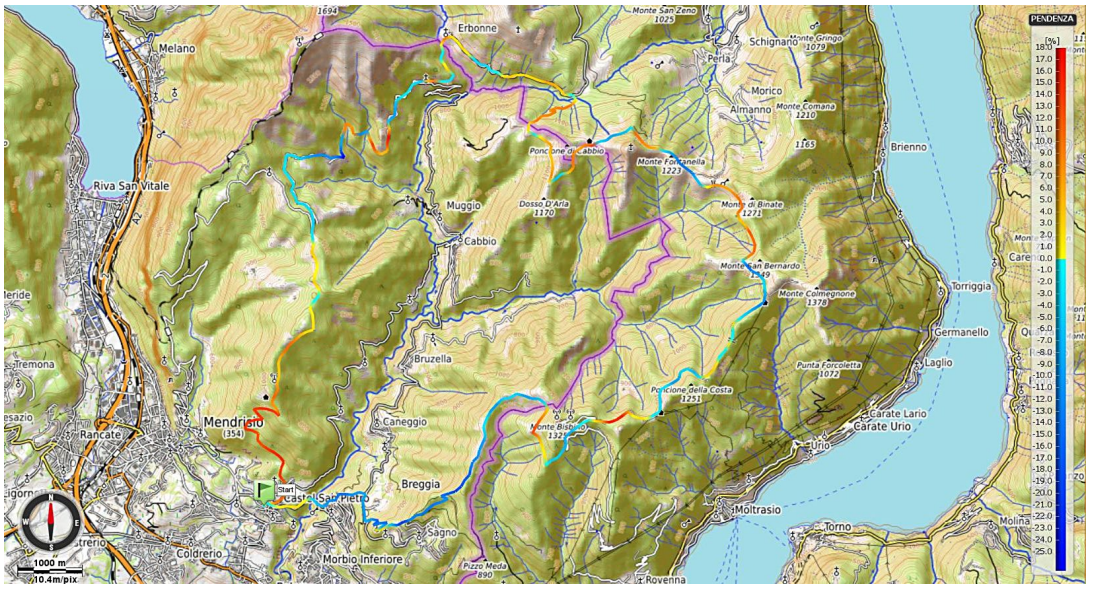 1694
Monte San Zeno
1025
PENDENZA
Melano
Erbonne
Schignano
Monte Gringo
1079
[%]
18.0
17.0
16.0
15.0
14.0
13.0
12.0
11.0
10.0
9.0
8.0
7.0
6.0
5.0
4.0
3.0
2.0
1.0
0.0
-1.0
-2.0
-3.0
-4.0
-5.0
-6.0
-7.0
-8.0
-9.0
-10.0
-11.0
-12.0
-13.0
-14.0
-15.0
-16.0
-17.0
-18.0
-19.0
-20.0
-21.0
-22.0
-23.0
-24.0
-25.0
Perla
Morico
Almanno
Monte Comana
1210
1165
Brienno
Poncione di Cabbio
Monte Fontanella
1223
Riva San Vitale
A2
Muggio
Dosso D'Arla
1170
Monte di Binate
1271
Cabbio
Monte San Bernardo
1349
Monte Colmegnone
1378
Torriggia
Germanello
Laglio
Tremona
Bruzella
Punta Forcoletta
1072
Poncione della Costa
1251
Carate Lario
Carate Urio
Urio
Mendrisio
(354)
Rancate
Caneggio
Monte Bisbino
1325
Breggia
Start
Castel San Pietro
Sagno
Moltrasio
Torno
Molina
Coldrerio
Morbio Inferiore
Pizzo Meda
890
Rovenna
N
W
E
S
1000 m
10.4m/pix